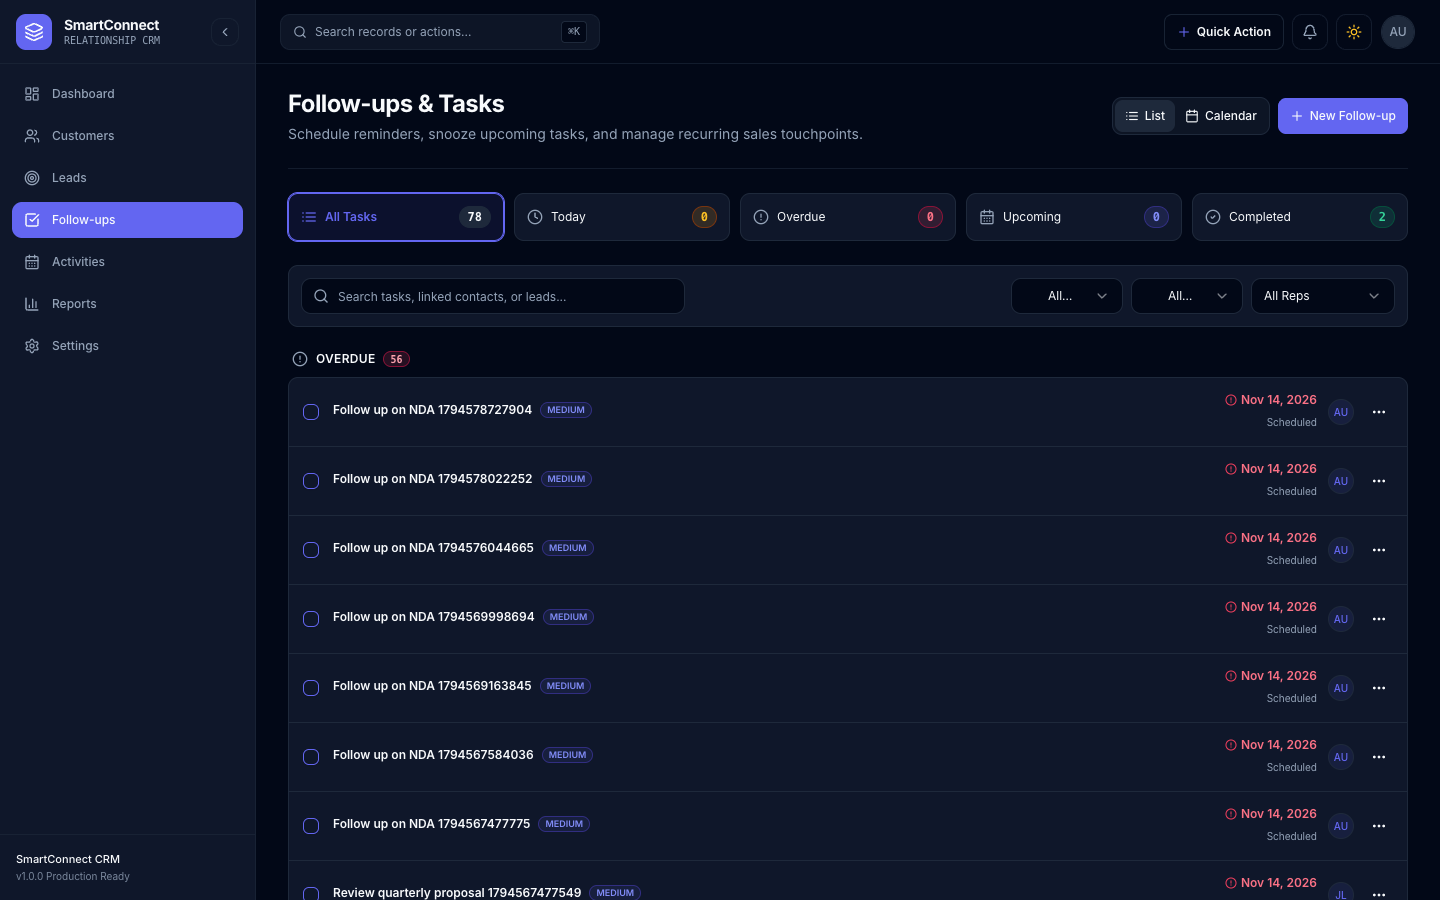 SmartConnect
RELATIONSHIP CRM
Search records or actions...
⌘K
Quick Action
AU
Dashboard
Customers
Leads
Follow-ups
Activities
Reports
Settings
SmartConnect CRM
v1.0.0 Production Ready
Follow-ups & Tasks
Schedule reminders, snooze upcoming tasks, and manage recurring sales touchpoints.
List
Calendar
New Follow-up
All Tasks 78
Today 0
Overdue 0
Upcoming 0
Completed 2
Search tasks, linked contacts, or leads...
All...
All...
All Reps
OVERDUE 56
Follow up on NDA 1794578727904 MEDIUM
Nov 14, 2026
Scheduled
AU
Follow up on NDA 1794578022252 MEDIUM
Nov 14, 2026
Scheduled
AU
Follow up on NDA 1794576044665 MEDIUM
Nov 14, 2026
Scheduled
AU
Follow up on NDA 1794569998694 MEDIUM
Nov 14, 2026
Scheduled
AU
Follow up on NDA 1794569163845 MEDIUM
Nov 14, 2026
Scheduled
AU
Follow up on NDA 1794567584036 MEDIUM
Nov 14, 2026
Scheduled
AU
Follow up on NDA 1794567477775 MEDIUM
Nov 14, 2026
Scheduled
AU
Review quarterly proposal 1794567477549 MEDIUM
Nov 14, 2026
JL